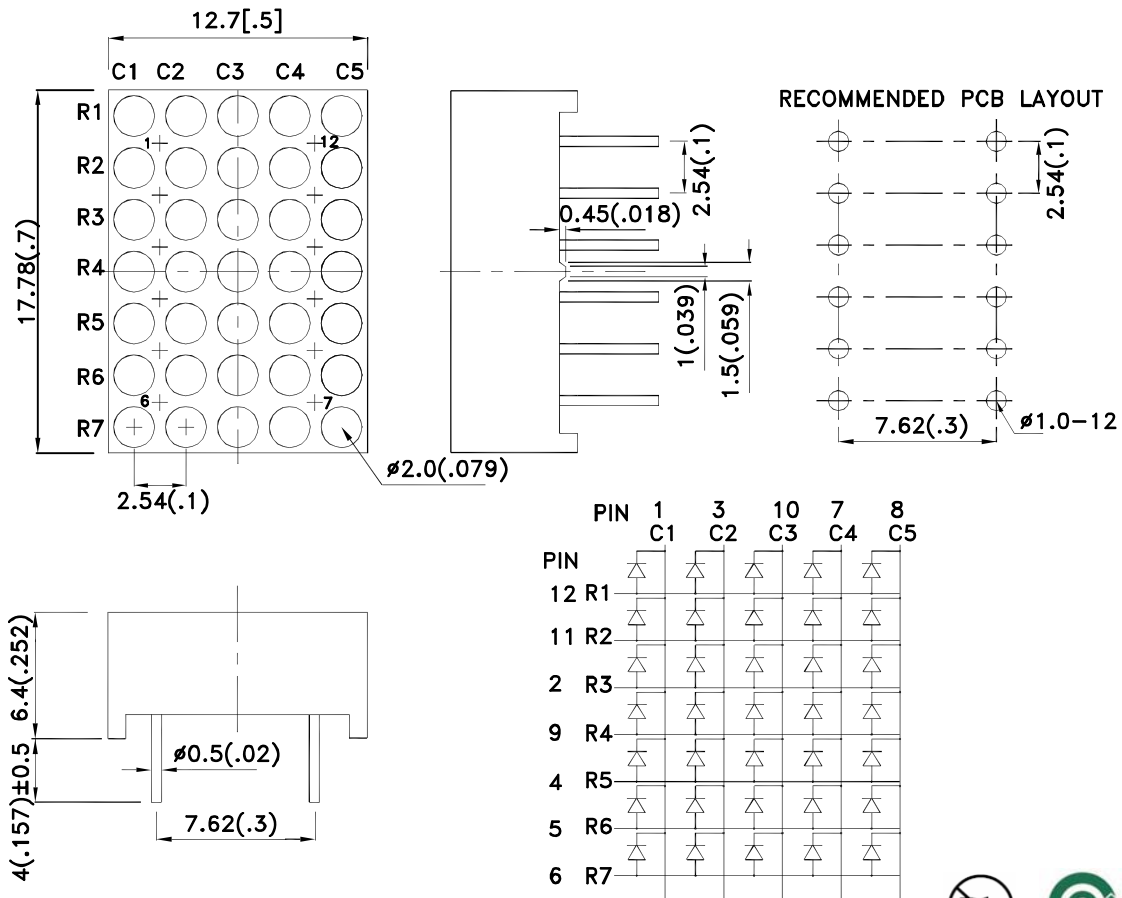 12.7[.5]
C1 C2 C3 C4 C5
R1
R2
R3
R4
R5
R6
R7
1
12
6
7
17.78(.7)
2.54(.1)
ø2.0(.079)
2.54(.1)
0.45(.018)
1(.039)
1.5(.059)
RECOMMENDED PCB LAYOUT
2.54(.1)
7.62(.3)
ø1.0-12
6.4(.252)
4(.157)±0.5
ø0.5(.02)
7.62(.3)
PIN 1 3 10 7 8
C1 C2 C3 C4 C5
PIN
12 R1
11 R2
2 R3
9 R4
4 R5
5 R6
6 R7